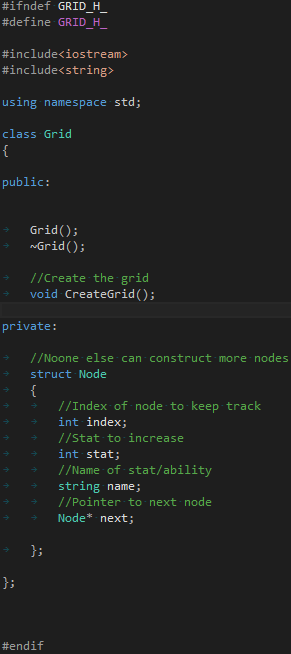 #ifndef GRID_H_
#define GRID_H_
#include<iostream>
#include<string>
using namespace std;
class Grid
{
public:
Grid();
~Grid();
//Create the grid
void CreateGrid();
private:
//Noone else can construct more nodes
struct Node
{
//Index of node to keep track
int index;
//Stat to increase
int stat;
//Name of stat/ability
string name;
//Pointer to next node
Node* next;
};
};
#endif